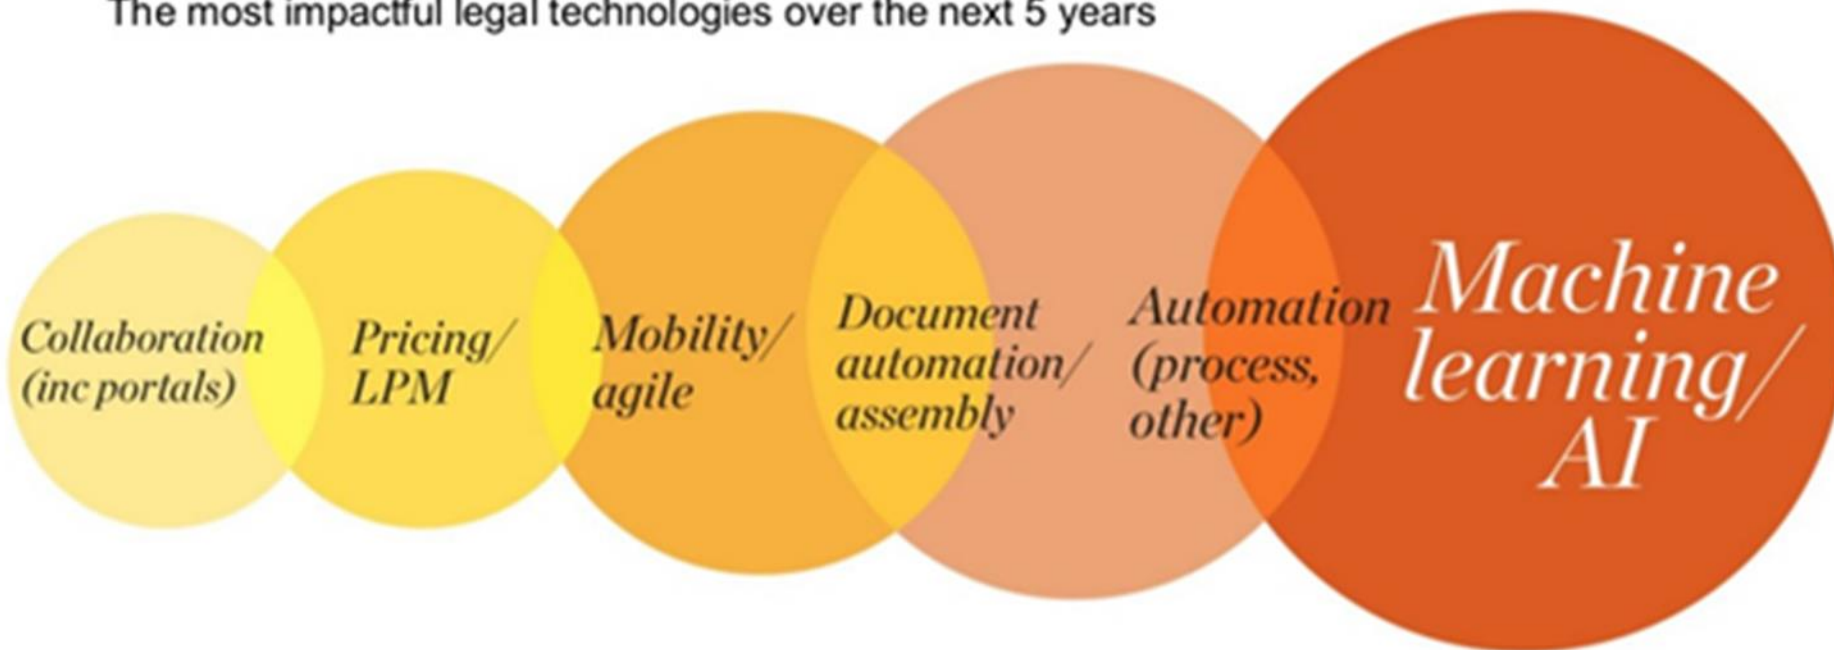 The most impactful legal technologies over the next 5 years
Collaboration
(inc portals)
Pricing/
LPM
Mobility/
agile
Document
automation/
assembly
Automation
(process,
other)
Machine
learning/
AI